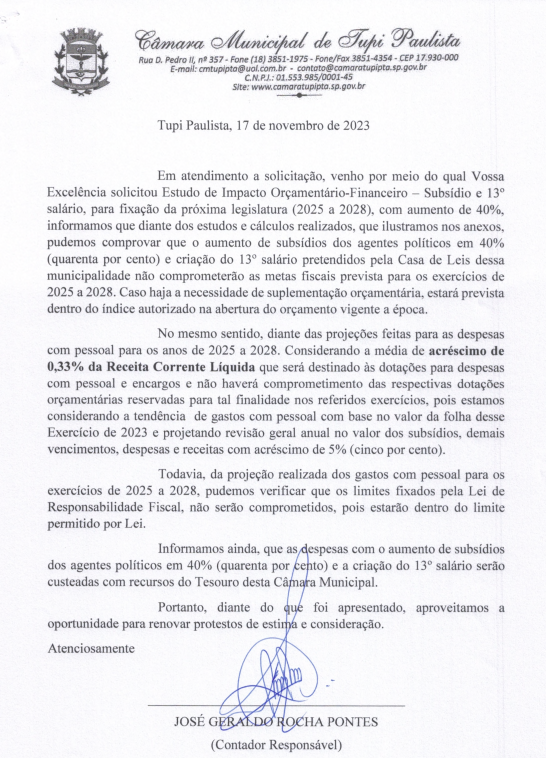 Câmara Municipal de Tupi Paulista
Rua D. Pedro II, nº 357 - Fone (18) 3851-1975 - Fone/Fax 3851-4354 - CEP 17.930-000
E-mail: cmtupipta@uol.com.br - contato@camaratupipta.sp.gov.br
C.N.P.J.: 01.553.985/0001-45
Site: www.camaratupipta.sp.gov.br
Tupi Paulista, 17 de novembro de 2023
Em atendimento a solicitação, venho por meio do qual Vossa
Excelência solicitou Estudo de Impacto Orçamentário-Financeiro – Subsídio e 13º
salário, para fixação da próxima legislatura (2025 a 2028), com aumento de 40%,
informamos que diante dos estudos e cálculos realizados, que ilustramos nos anexos,
pudemos comprovar que o aumento de subsídios dos agentes políticos em 40%
(quarenta por cento) e criação do 13º salário pretendidos pela Casa de Leis dessa
municipalidade não comprometerão as metas fiscais prevista para os exercícios de
2025 a 2028. Caso haja a necessidade de suplementação orçamentária, estará prevista
dentro do índice autorizado na abertura do orçamento vigente a época.
No mesmo sentido, diante das projeções feitas para as despesas
com pessoal para os anos de 2025 a 2028. Considerando a média de acréscimo de
0,33% da Receita Corrente Líquida que será destinado às dotações para despesas
com pessoal e encargos e não haverá comprometimento das respectivas dotações
orçamentárias reservadas para tal finalidade nos referidos exercícios, pois estamos
considerando a tendência de gastos com pessoal com base no valor da folha desse
Exercício de 2023 e projetando revisão geral anual no valor dos subsídios, demais
vencimentos, despesas e receitas com acréscimo de 5% (cinco por cento).
Todavia, da projeção realizada dos gastos com pessoal para os
exercícios de 2025 a 2028, pudemos verificar que os limites fixados pela Lei de
Responsabilidade Fiscal, não serão comprometidos, pois estarão dentro do limite
permitido por Lei.
Informamos ainda, que as despesas com o aumento de subsídios
dos agentes políticos em 40% (quarenta por cento) e a criação do 13º salário serão
custeadas com recursos do Tesouro desta Câmara Municipal.
Portanto, diante do que foi apresentado, aproveitamos a
oportunidade para renovar protestos de estima e consideração.
Atenciosamente
JOSÉ GERALDO ROCHA PONTES
(Contador Responsável)